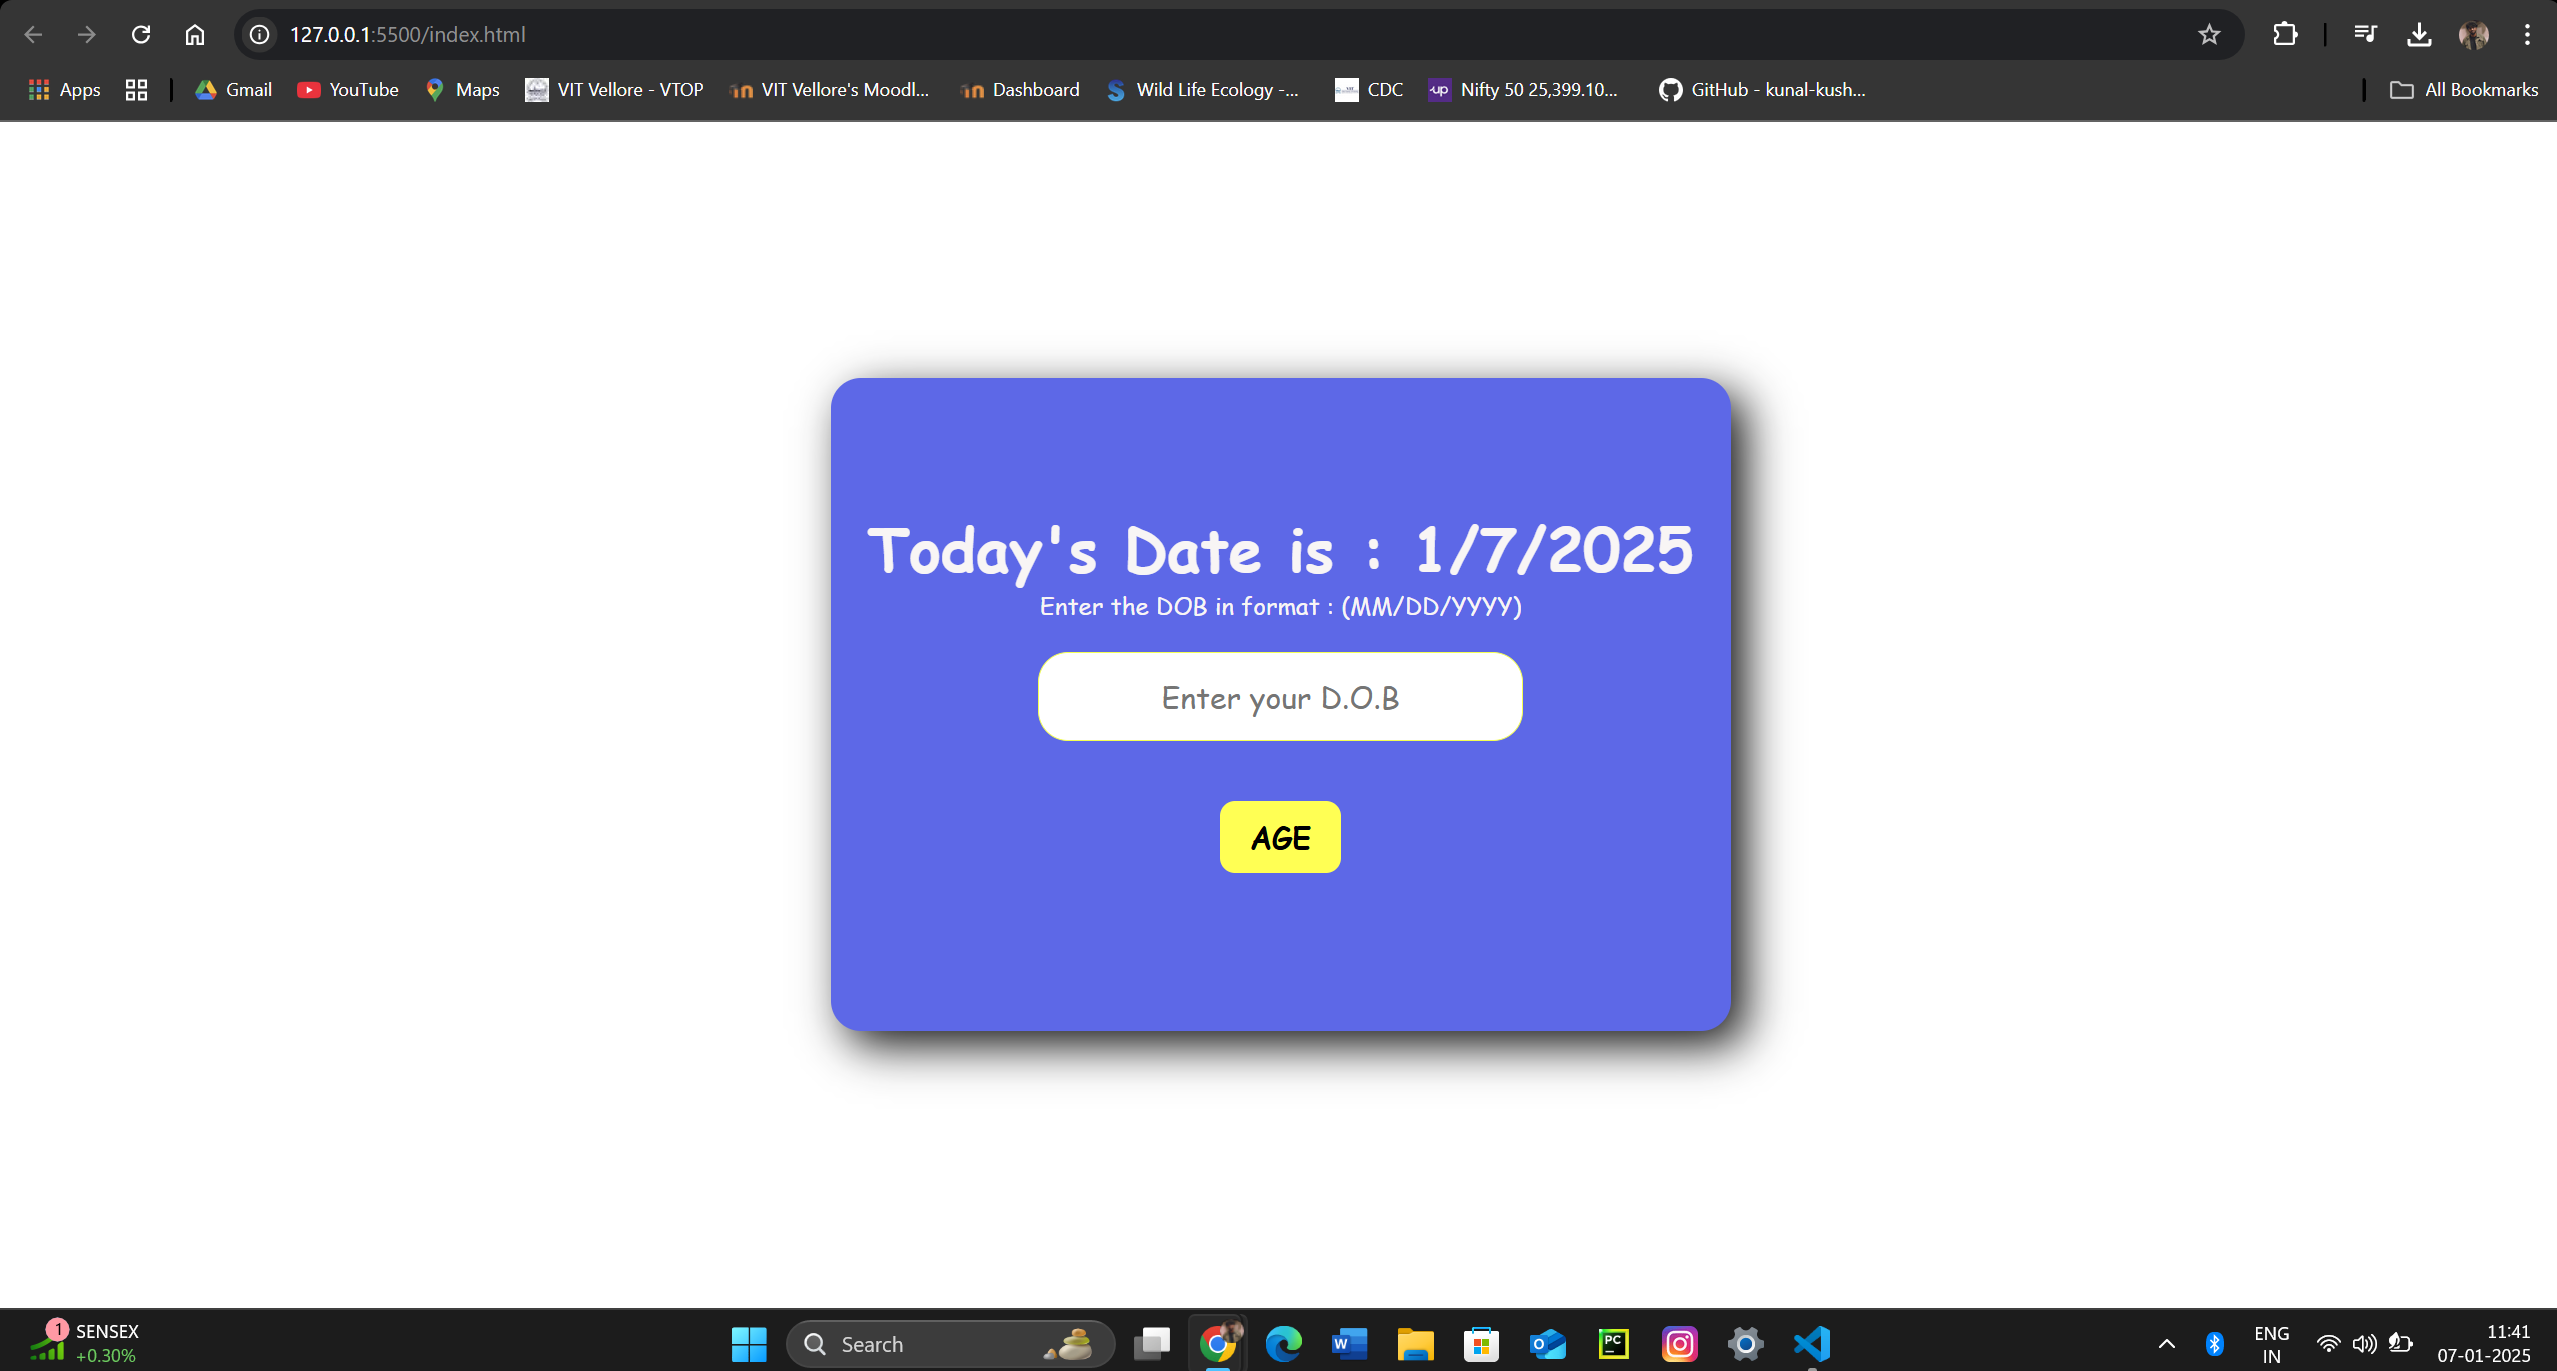 127.0.0.1:5500/index.html
Apps Gmail YouTube Maps VIT Vellore - VTOP VIT Vellore's Moodl... Dashboard Wild Life Ecology -... CDC up Nifty 50 25,399.10... GitHub - kunal-kush... All Bookmarks
Today's Date is : 1/7/2025
Enter the DOB in format : (MM/DD/YYYY)
Enter your D.O.B
AGE
1 SENSEX
+0.30%
Search
PC
ENG
IN
11:41
07-01-2025